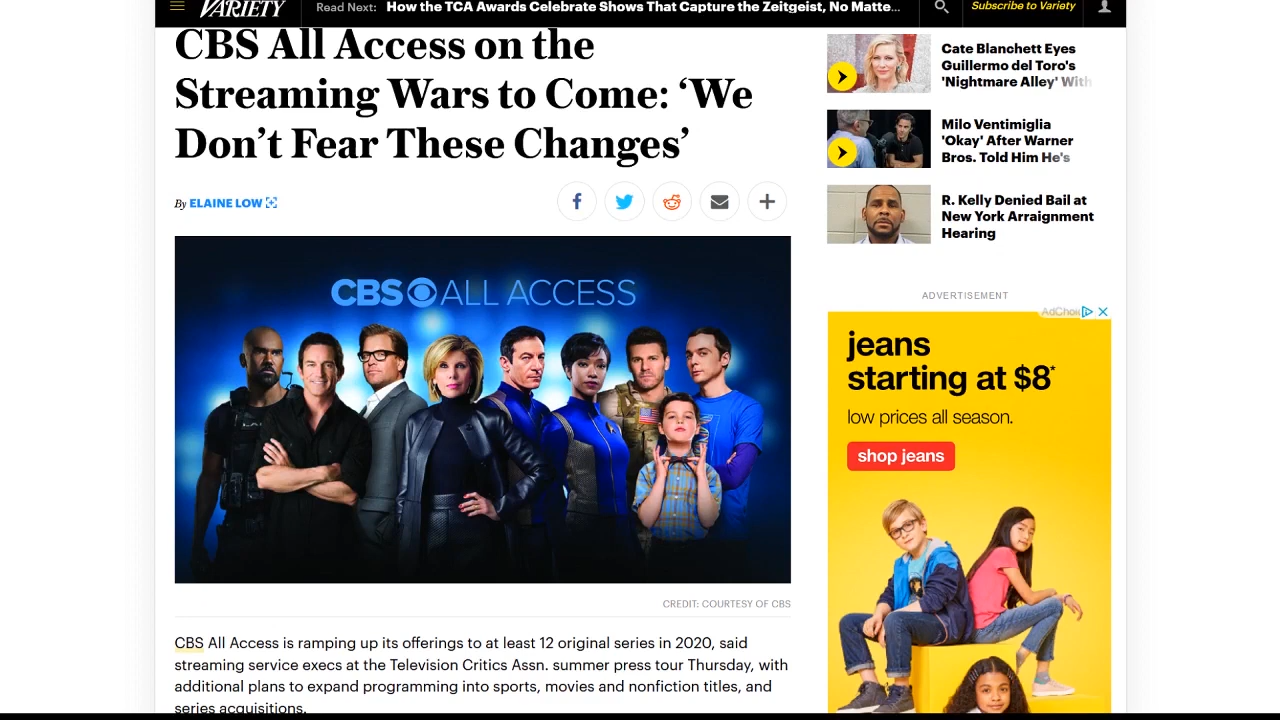 VARIETY
Read Next: How the TCA Awards Celebrate Shows That Capture the Zeitgeist, No Matte...
Subscribe to Variety
CBS All Access on the
Streaming Wars to Come: ‘We
Don’t Fear These Changes’
By ELAINE LOW
CBS ALL ACCESS
CREDIT: COURTESY OF CBS
CBS All Access is ramping up its offerings to at least 12 original series in 2020, said
streaming service execs at the Television Critics Assn. summer press tour Thursday, with
additional plans to expand programming into sports, movies and nonfiction titles, and
series acquisitions.
Cate Blanchett Eyes
Guillermo del Toro's
'Nightmare Alley' With
Milo Ventimiglia
'Okay' After Warner
Bros. Told Him He's
R. Kelly Denied Bail at
New York Arraignment
Hearing
ADVERTISEMENT
AdChoi
jeans
starting at $8*
low prices all season.
shop jeans